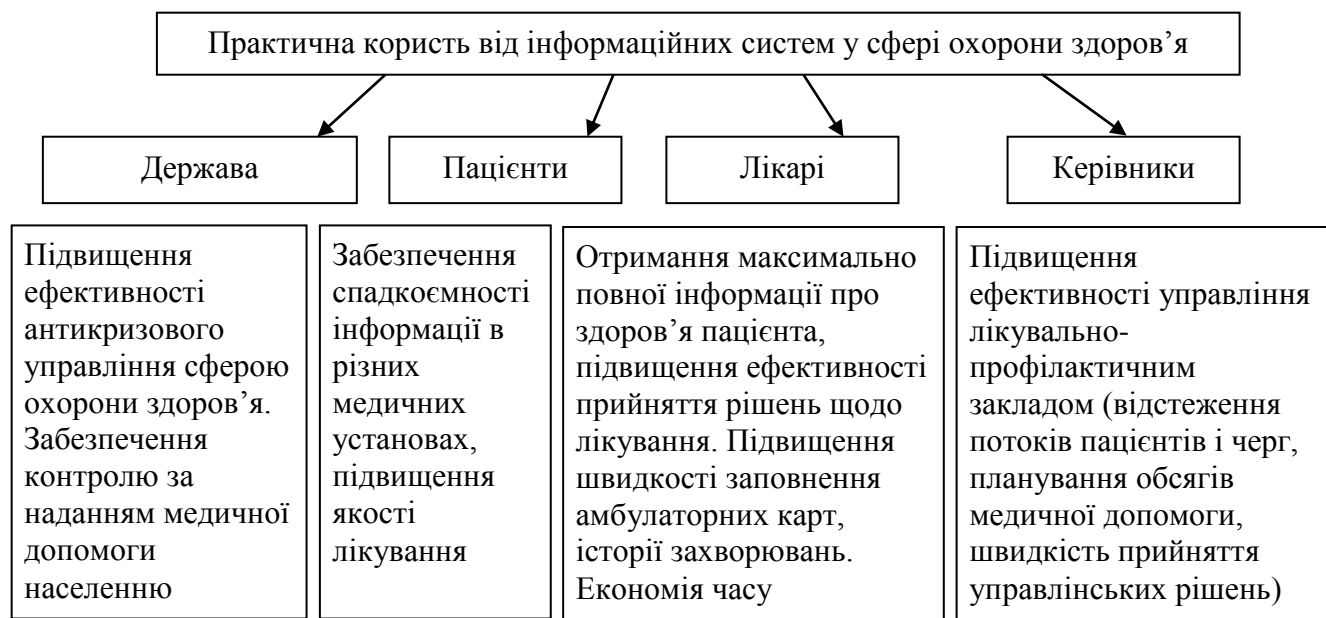 Практична користь від інформаційних систем у сфері охорони здоров’я
Держава
Пацієнти
Лікарі
Керівники
Підвищення
ефективності
антикризового
управління сферою
охорони здоров’я.
Забезпечення
контролю за
наданням медичної
допомоги
населенню
Забезпечення
спадкоємності
інформації в
різних
медичних
установах,
підвищення
якості
лікування
Отримання максимально
повної інформації про
здоров’я пацієнта,
підвищення ефективності
прийняття рішень щодо
лікування. Підвищення
швидкості заповнення
амбулаторних карт,
історії захворювань.
Економія часу
Підвищення
ефективності управління
лікувально-
профілактичним
закладом (відстеження
потоків пацієнтів і черг,
планування обсягів
медичної допомоги,
швидкість прийняття
управлінських рішень)